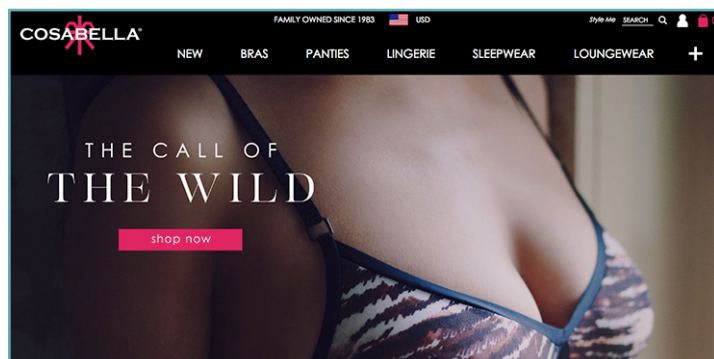 FAMILY OWNED SINCE 1983 USD Style Me SEARCH
COSABELLA®
NEW BRAS PANTIES LINGERIE SLEEPWEAR LOUNGEWEAR +
THE CALL OF
THE WILD
shop now